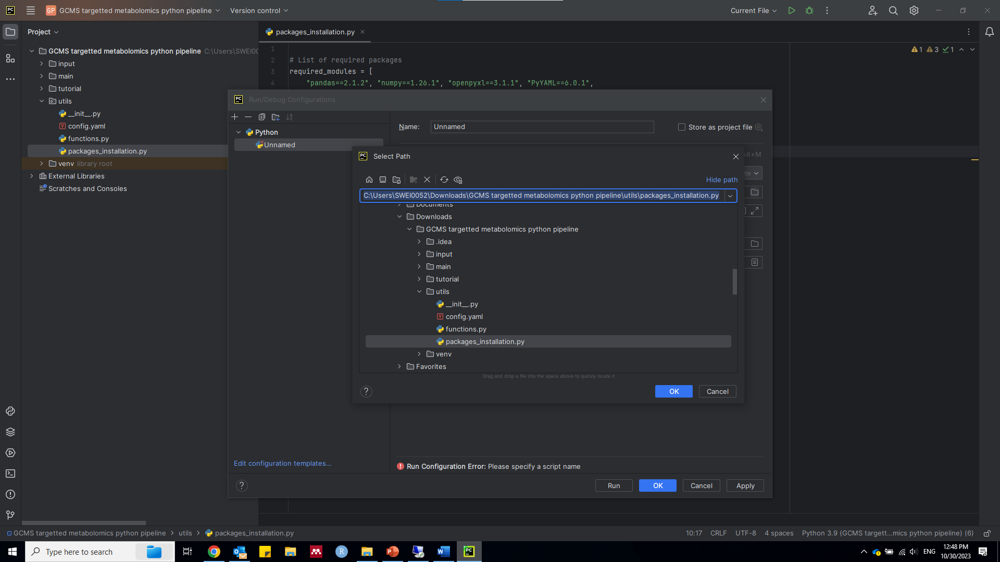 PC
GP GCMS targetted metabolomics python pipeline
Version control
Current File
Project
packages_installation.py
GCMS targetted metabolomics python pipeline C:\Users\SWEI00
input
main
tutorial
utils
__init__.py
config.yaml
functions.py
packages_installation.py
venv library root
External Libraries
Scratches and Consoles
1
2 # List of required packages
3 required_modules = [
4 "pandas==2.1.2", "numpy==1.26.1", "openpyxl==3.1.1", "PyYAML==6.0.1",
1 3 1
PC Run/Debug Configurations
Python
Unnamed
Name: Unnamed
Store as project file
Alt+M
PC Select Path
Hide path
C:\Users\SWEI0052\Downloads\GCMS targetted metabolomics python pipeline\utils\packages_installation.py
Documents
Downloads
GCMS targetted metabolomics python pipeline
.idea
input
main
tutorial
utils
__init__.py
config.yaml
functions.py
packages_installation.py
venv
Favorites
Drag and drop a file into the space above to quickly locate it
? OK Cancel
Edit configuration templates...
Run Configuration Error: Please specify a script name
? Run OK Cancel Apply
GCMS targetted metabolomics python pipeline > utils > packages_installation.py
10:17 CRLF UTF-8 4 spaces Python 3.9 (GCMS targett...mics python pipeline) (6)
Type here to search
ENG
12:48 PM
10/30/2023